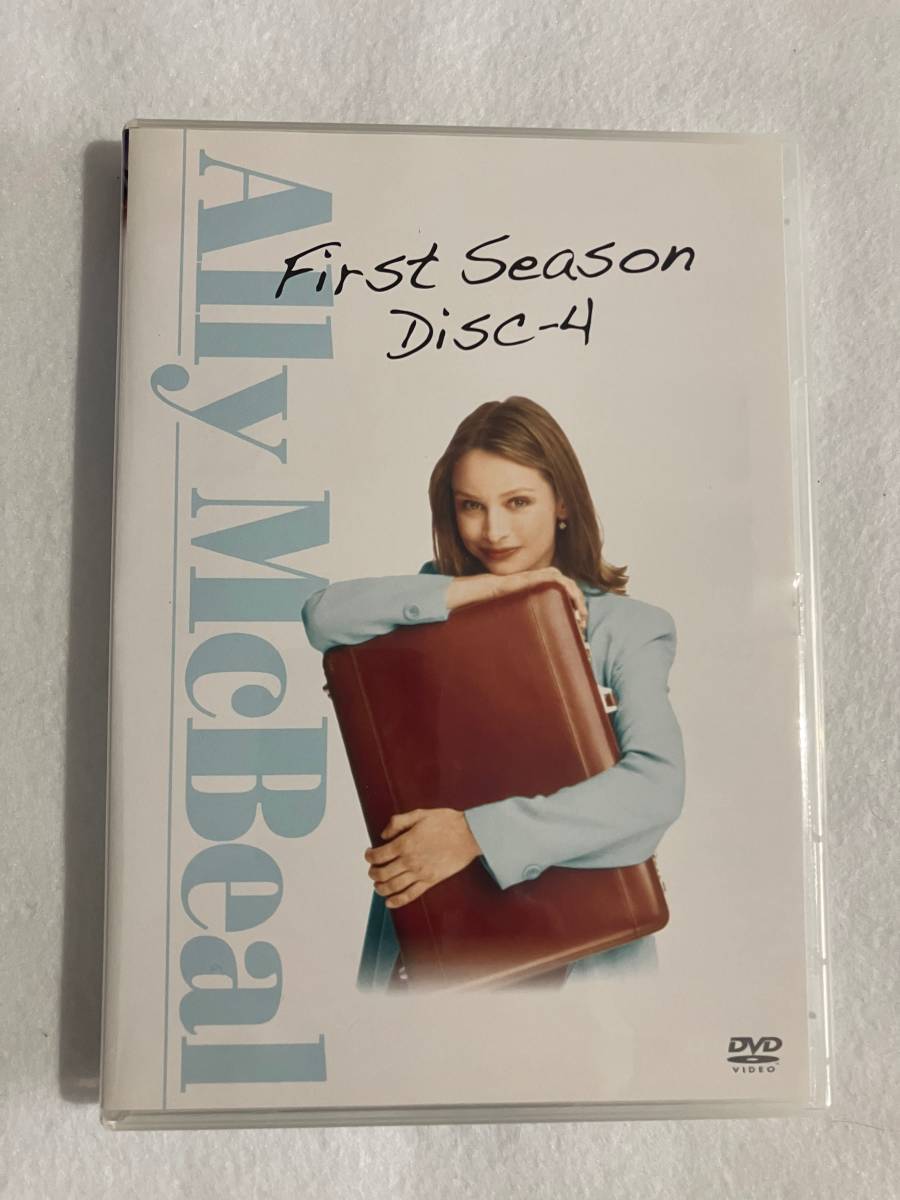 Ally McBeal
First Season
Disc-4
DVD
VIDEO